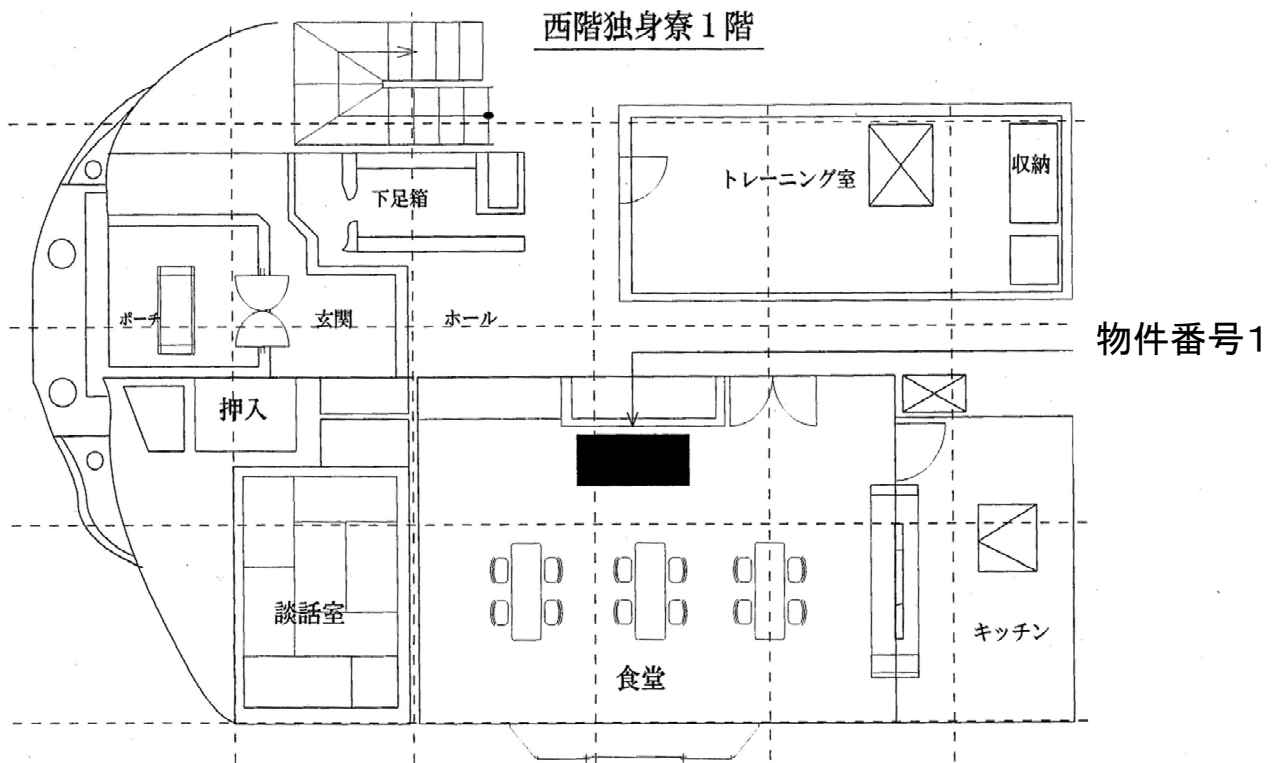 西階独身寮1階
収納
トレーニング室
下足箱
ポーチ
玄関
ホール
物件番号1
押入
談話室
キッチン
食堂